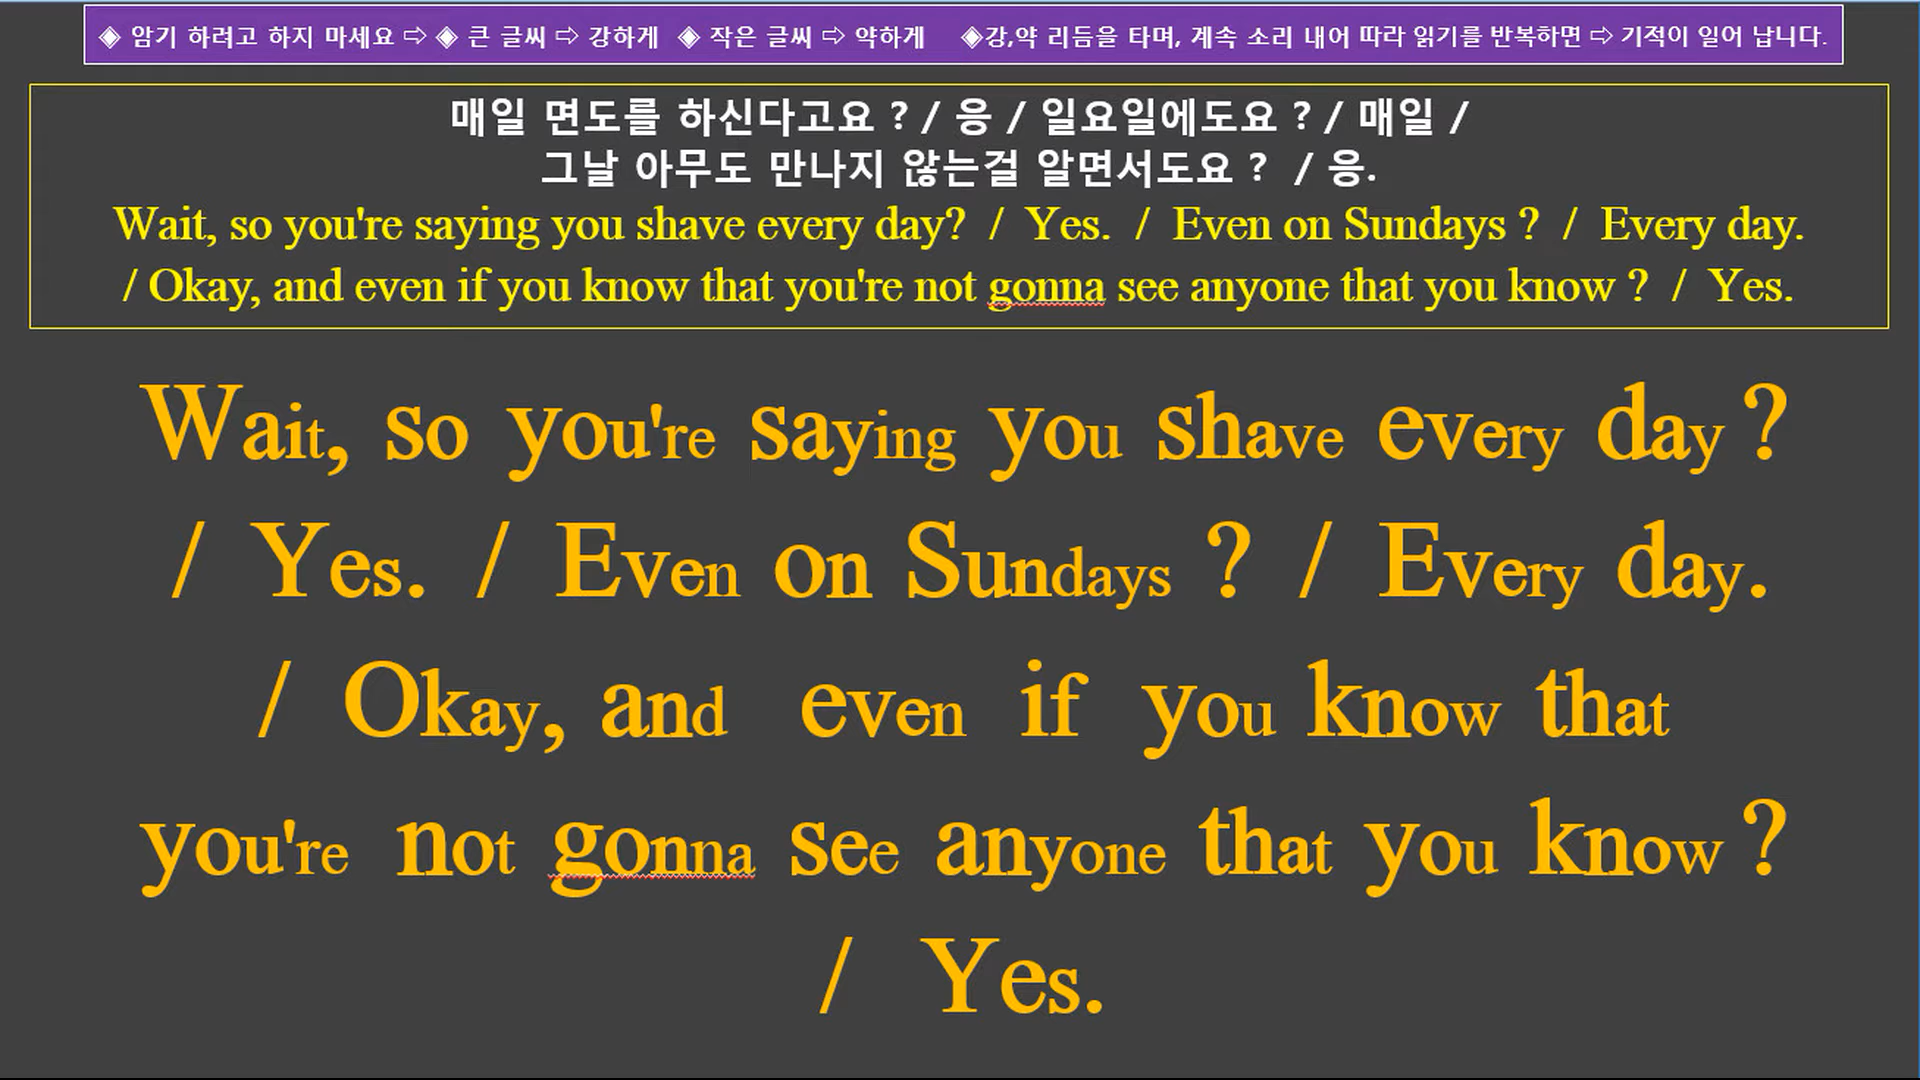 ◈ 암기 하려고 하지 마세요 ⇨ ◈ 큰 글씨 ⇨ 강하게 ◈ 작은 글씨 ⇨ 약하게 ◈강,약 리듬을 타며, 계속 소리 내어 따라 읽기를 반복하면 ⇨ 기적이 일어 납니다.
매일 면도를 하신다고요 ? / 응 / 일요일에도요 ? / 매일 /
그날 아무도 만나지 않는걸 알면서도요 ? / 응.
Wait, so you're saying you shave every day? / Yes. / Even on Sundays ? / Every day.
/ Okay, and even if you know that you're not gonna see anyone that you know ? / Yes.
Wait, so you're saying you shave every day ?
/ Yes. / Even on Sundays ? / Every day.
/ Okay, and even if you know that
you're not gonna see anyone that you know ?
/ Yes.